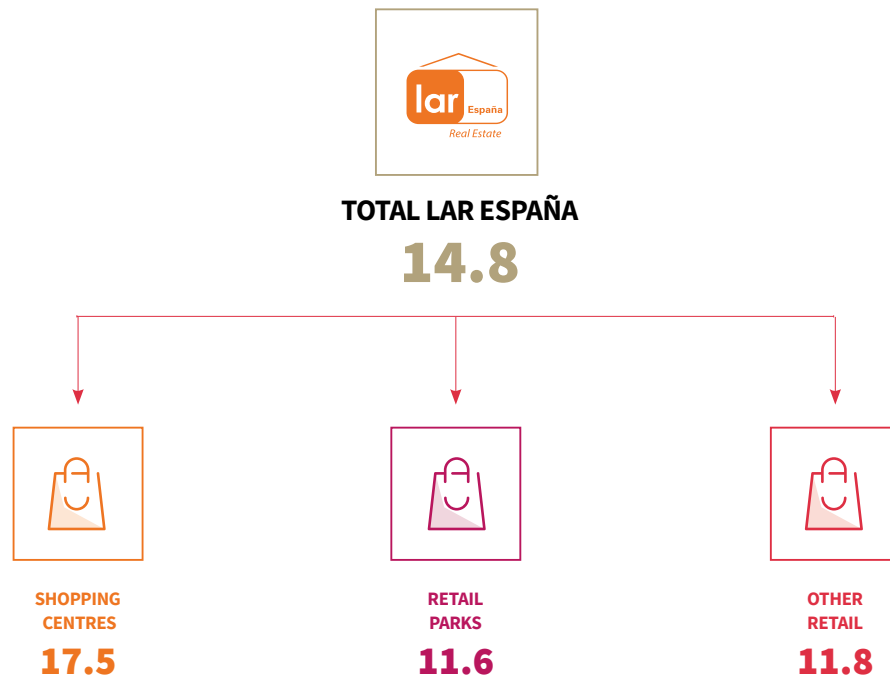 lar
España
Real Estate
TOTAL LAR ESPAÑA
14.8
SHOPPING
CENTRES
17.5
RETAIL
PARKS
11.6
OTHER
RETAIL
11.8